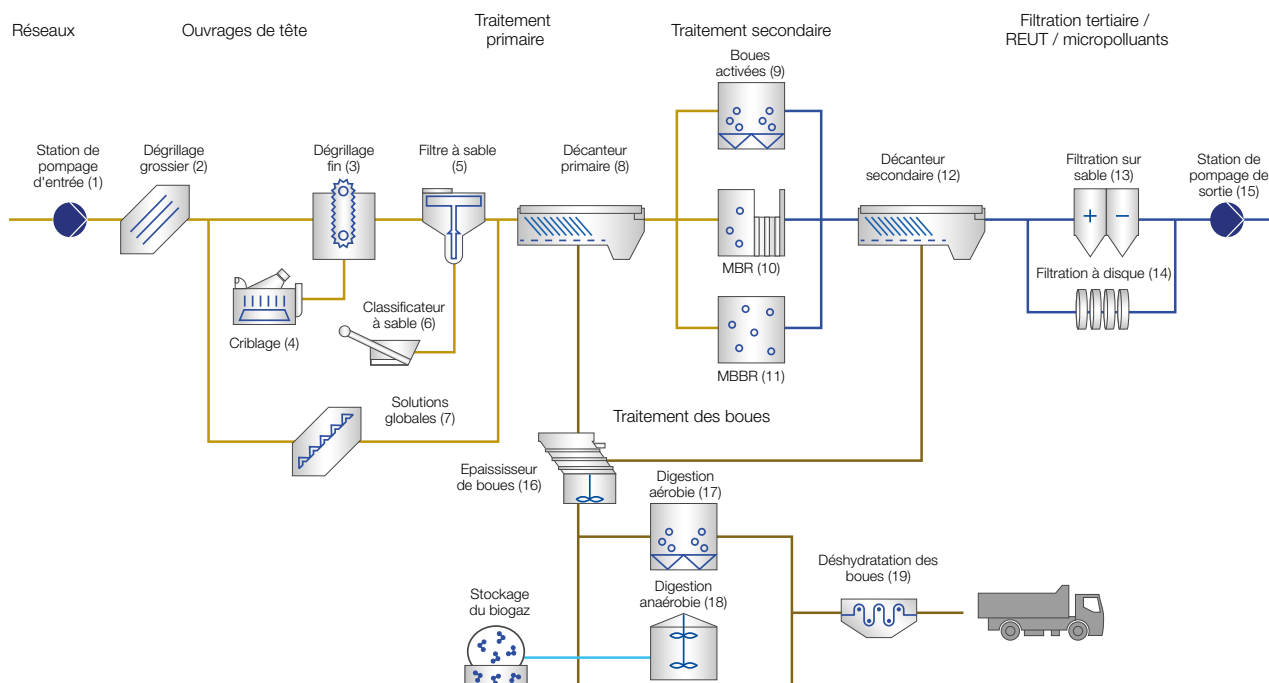 Réseaux
Ouvrages de tête
Traitement
primaire
Traitement secondaire
Filtration tertiaire /
REUT / micropolluants
Station de
pompage
d'entrée (1)
Dégrillage
grossier (2)
Dégrillage
fin (3)
Filtre à sable
(5)
Décanteur
primaire (8)
Boues
activées (9)
Décanteur
secondaire (12)
Filtration sur
sable (13)
Station de
pompage de
sortie (15)
+ −
MBR (10)
Filtration à disque (14)
Classificateur
à sable (6)
Criblage (4)
MBBR (11)
Solutions
globales (7)
Traitement des boues
Epaississeur
de boues (16)
Digestion
aérobie (17)
Déshydratation des
boues (19)
Stockage
du biogaz
Digestion
anaérobie (18)